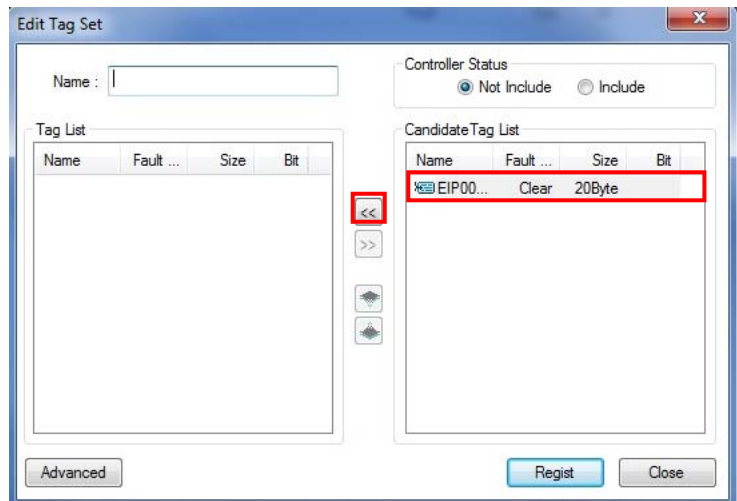 Edit Tag Set
Name :
Controller Status
Not Include Include
Tag List
Name Fault ... Size Bit
Candidate Tag List
Name Fault ... Size Bit
EIP00... Clear 20Byte
<<
>>
Advanced
Regist
Close